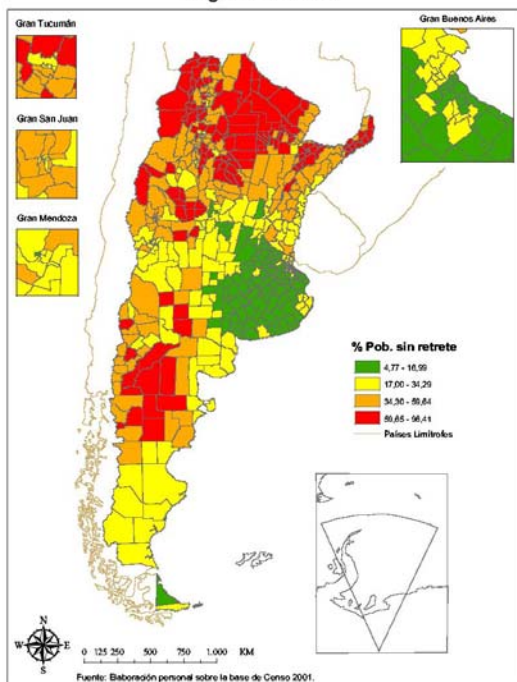 Gran Tucumán
Gran Buenos Aires
Gran San Juan
Gran Mendoza
% Pob. sin retrete
4,77 - 16,99
17,00 - 34,29
34,30 - 59,64
59,65 - 96,41
Países Limítrofes
N
W E
S
0 125 250 500 750 1.000 KM
Fuente: Elaboración personal sobre la base de Censo 2001.